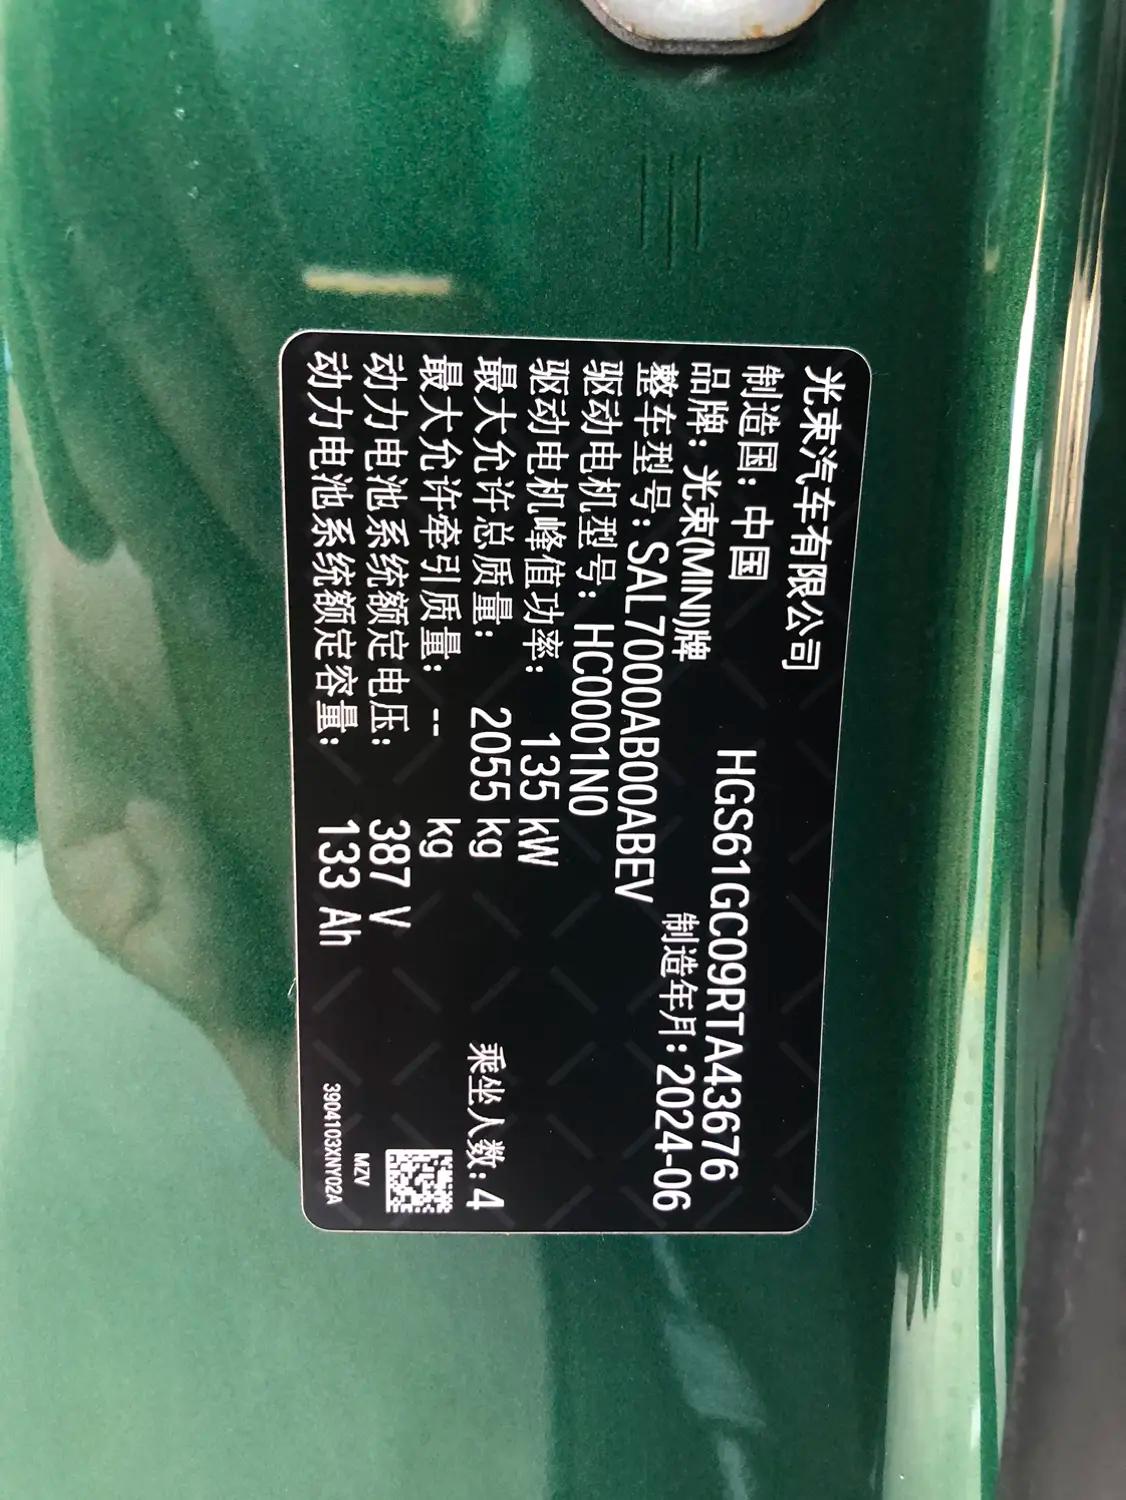 光束汽车有限公司
制造国: 中国 HGS61GC09RTA43676
品牌: 光束(MINI)牌 制造年月: 2024-06
整车型号: SAL7000AB00ABEV
驱动电机型号: HC0001N0
驱动电机峰值功率: 135 kW
最大允许总质量: 2055 kg 乘坐人数: 4
最大允许牵引质量: -- kg
动力电池系统额定电压: 387 V
动力电池系统额定容量: 133 Ah
MZV
3904103XNY02A